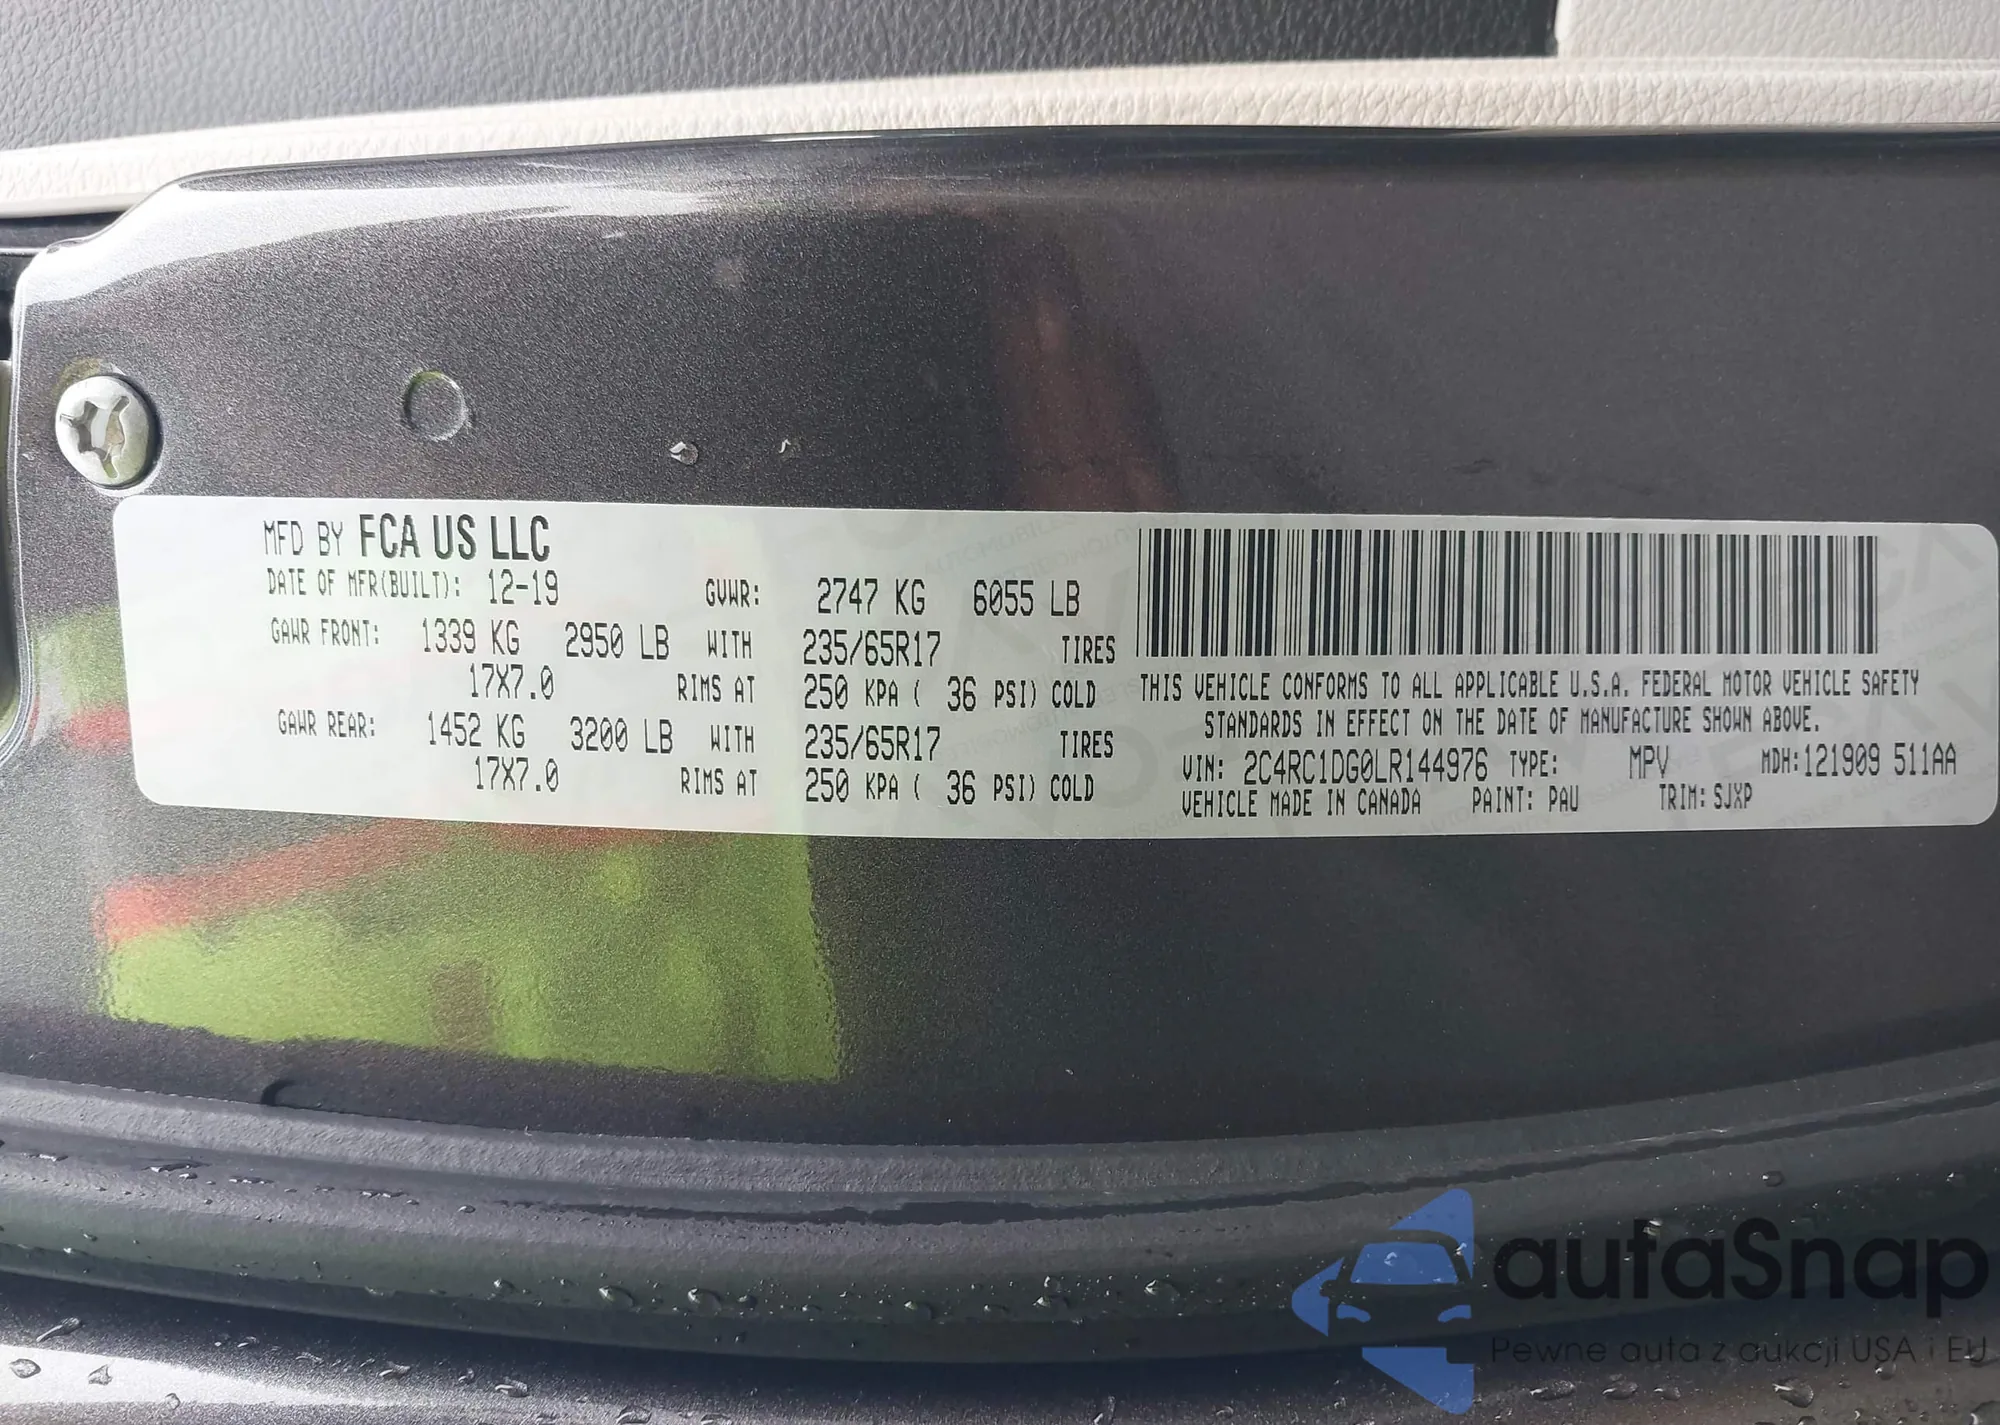 MFD BY FCA US LLC
DATE OF MFR(BUILT): 12-19 GVWR: 2747 KG 6055 LB
GAWR FRONT: 1339 KG 2950 LB WITH 235/65R17 TIRES
17X7.0 RIMS AT 250 KPA ( 36 PSI) COLD
GAWR REAR: 1452 KG 3200 LB WITH 235/65R17 TIRES
17X7.0 RIMS AT 250 KPA ( 36 PSI) COLD
THIS VEHICLE CONFORMS TO ALL APPLICABLE U.S.A. FEDERAL MOTOR VEHICLE SAFETY
STANDARDS IN EFFECT ON THE DATE OF MANUFACTURE SHOWN ABOVE.
VIN: 2C4RC1DG0LR144976 TYPE: MPV MDH:121909 511AA
VEHICLE MADE IN CANADA PAINT: PAU TRIM: SJXP
autaSnap
Pewne auta z aukcji USA i EU